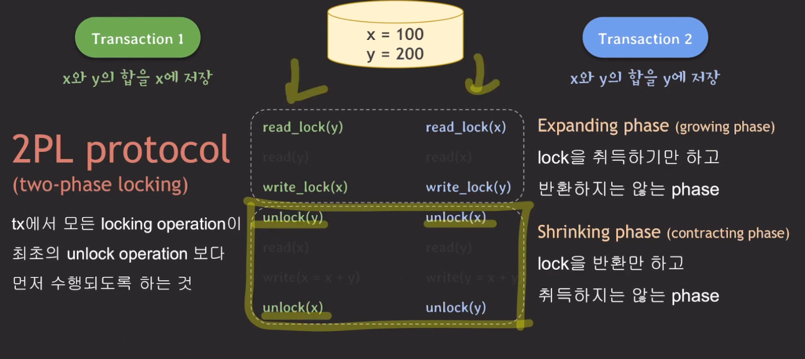 Transaction 1
x와 y의 합을 x에 저장
x = 100
y = 200
Transaction 2
x와 y의 합을 y에 저장
2PL protocol
(two-phase locking)
tx에서 모든 locking operation이
최초의 unlock operation 보다
먼저 수행되도록 하는 것
read_lock(y)
read(y)
write_lock(x)
unlock(y)
read(x)
write(x = x + y)
unlock(x)
read_lock(x)
read(x)
write_lock(y)
unlock(x)
read(y)
write(y = x + y)
unlock(y)
Expanding phase (growing phase)
lock을 취득하기만 하고
반환하지는 않는 phase
Shrinking phase (contracting phase)
lock을 반환만 하고
취득하지는 않는 phase